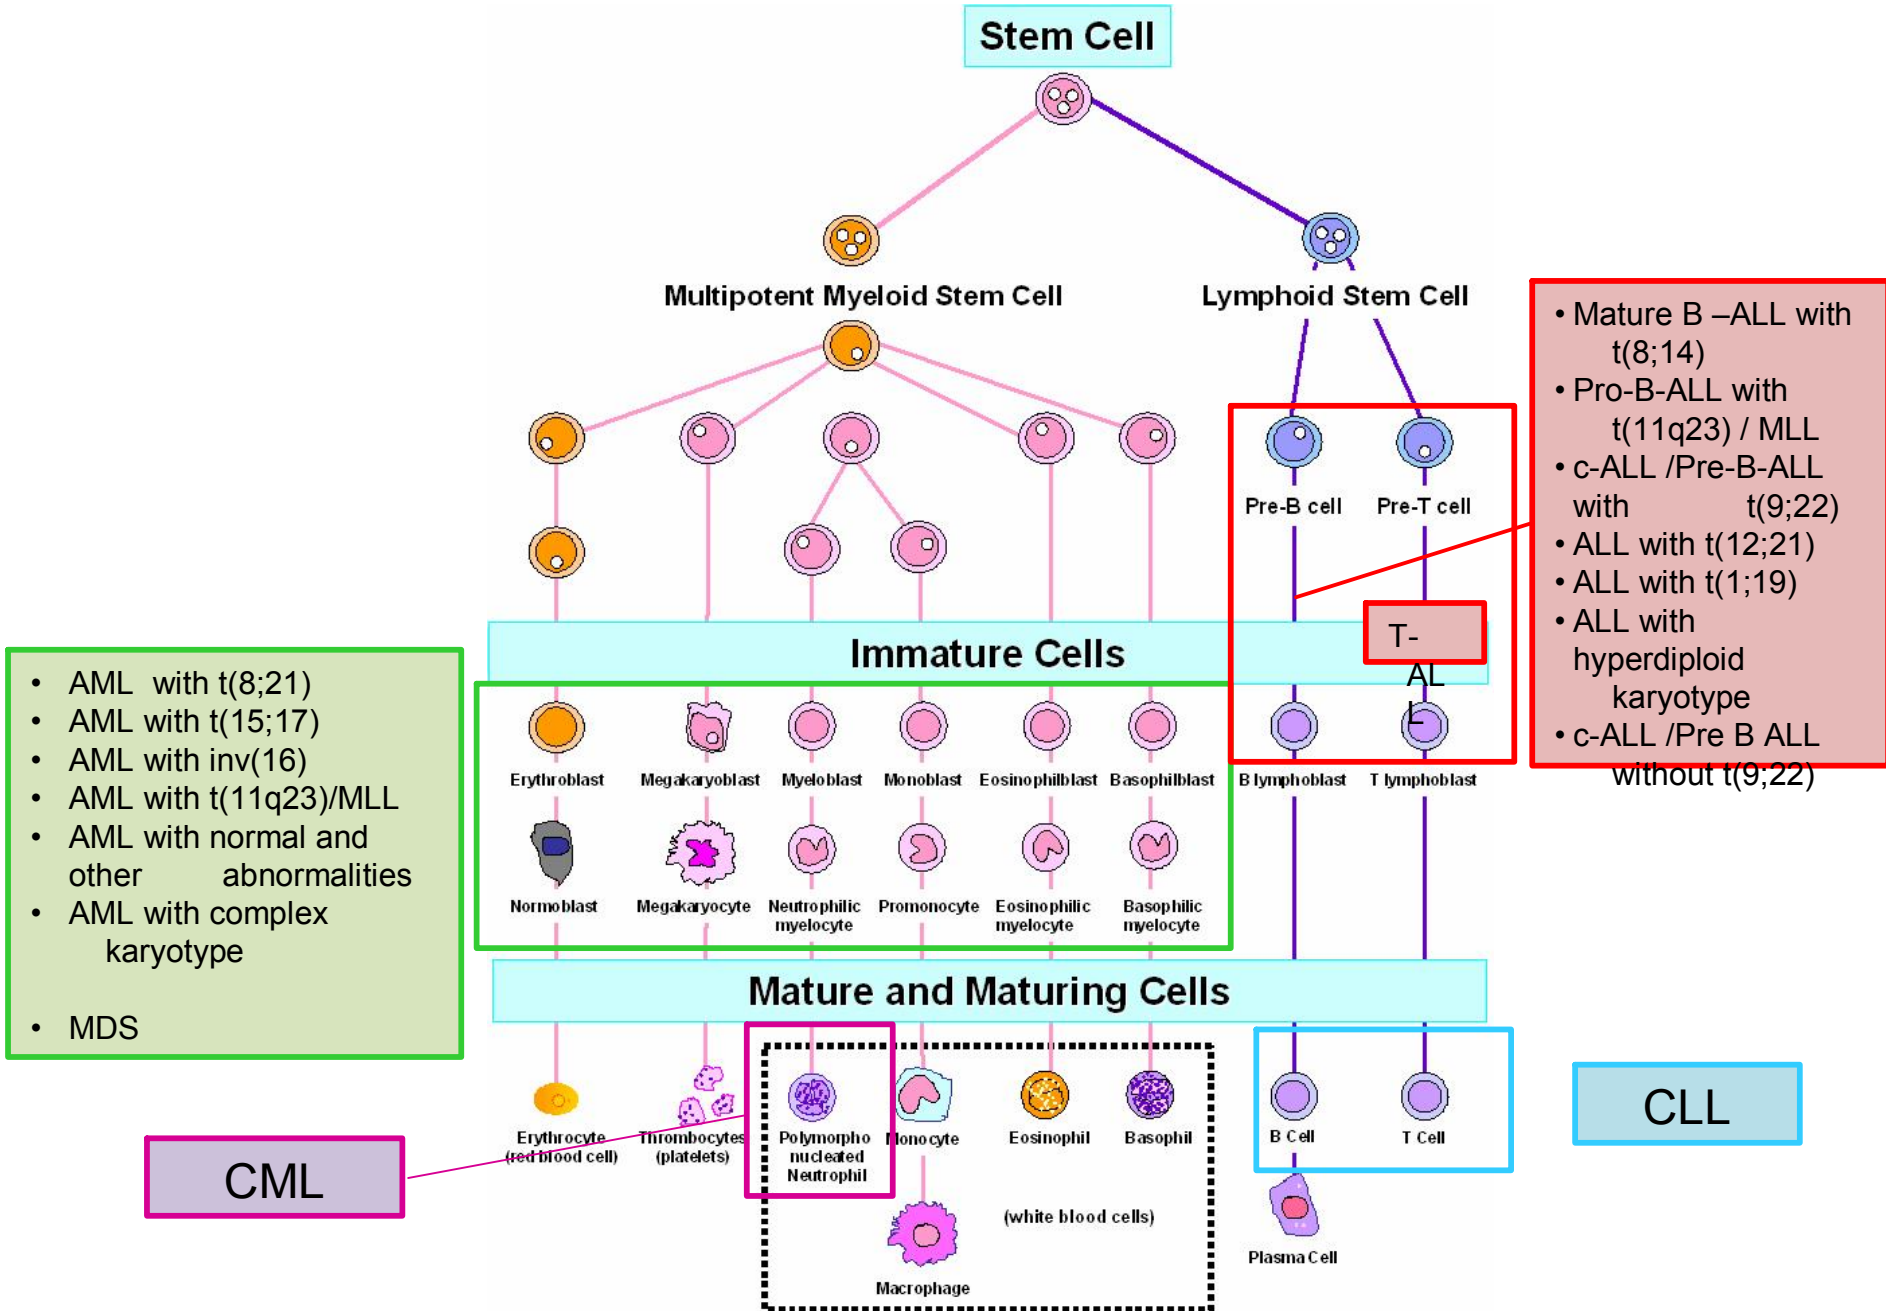 Stem Cell
Multipotent Myeloid Stem Cell
Lymphoid Stem Cell
• Mature B –ALL with
t(8;14)
• Pro-B-ALL with
t(11q23) / MLL
• c-ALL /Pre-B-ALL
with t(9;22)
• ALL with t(12;21)
• ALL with t(1;19)
• ALL with
hyperdiploid
karyotype
• c-ALL /Pre B ALL
without t(9;22)
Pre-B cell
Pre-T cell
Immature Cells
T-
AL
L
• AML with t(8;21)
• AML with t(15;17)
• AML with inv(16)
• AML with t(11q23)/MLL
• AML with normal and
other abnormalities
• AML with complex
karyotype
• MDS
Erythroblast
Megakaryoblast
Myeloblast
Monoblast
Eosinophilblast
Basophilblast
B lymphoblast
T lymphoblast
Normoblast
Megakaryocyte
Neutrophilic
myelocyte
Promonocyte
Eosinophilic
myelocyte
Basophilic
myelocyte
Mature and Maturing Cells
Erythrocyte
(red blood cell)
Thrombocytes
(platelets)
Polymorpho
nucleated
Neutrophil
Monocyte
Eosinophil
Basophil
B Cell
T Cell
CLL
CML
(white blood cells)
Macrophage
Plasma Cell